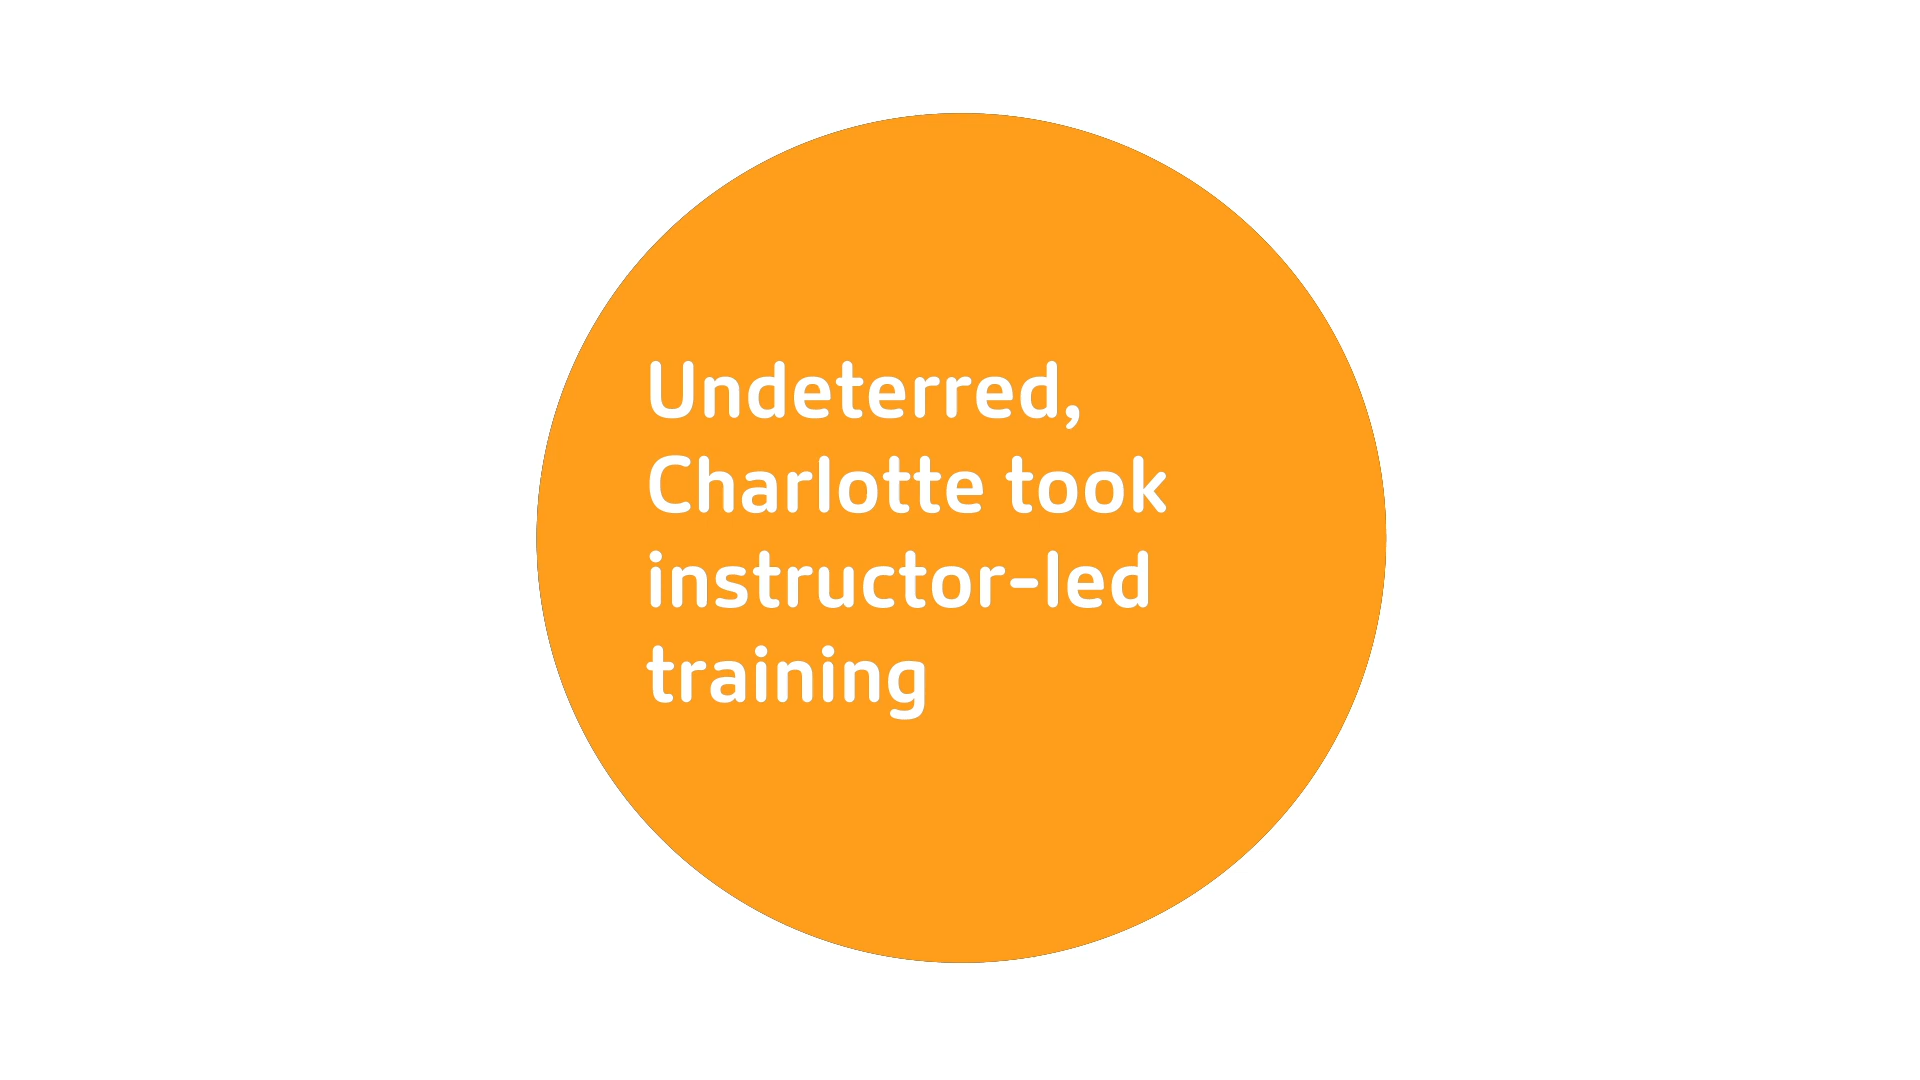 Undeterred,
Charlotte took
instructor-led
training